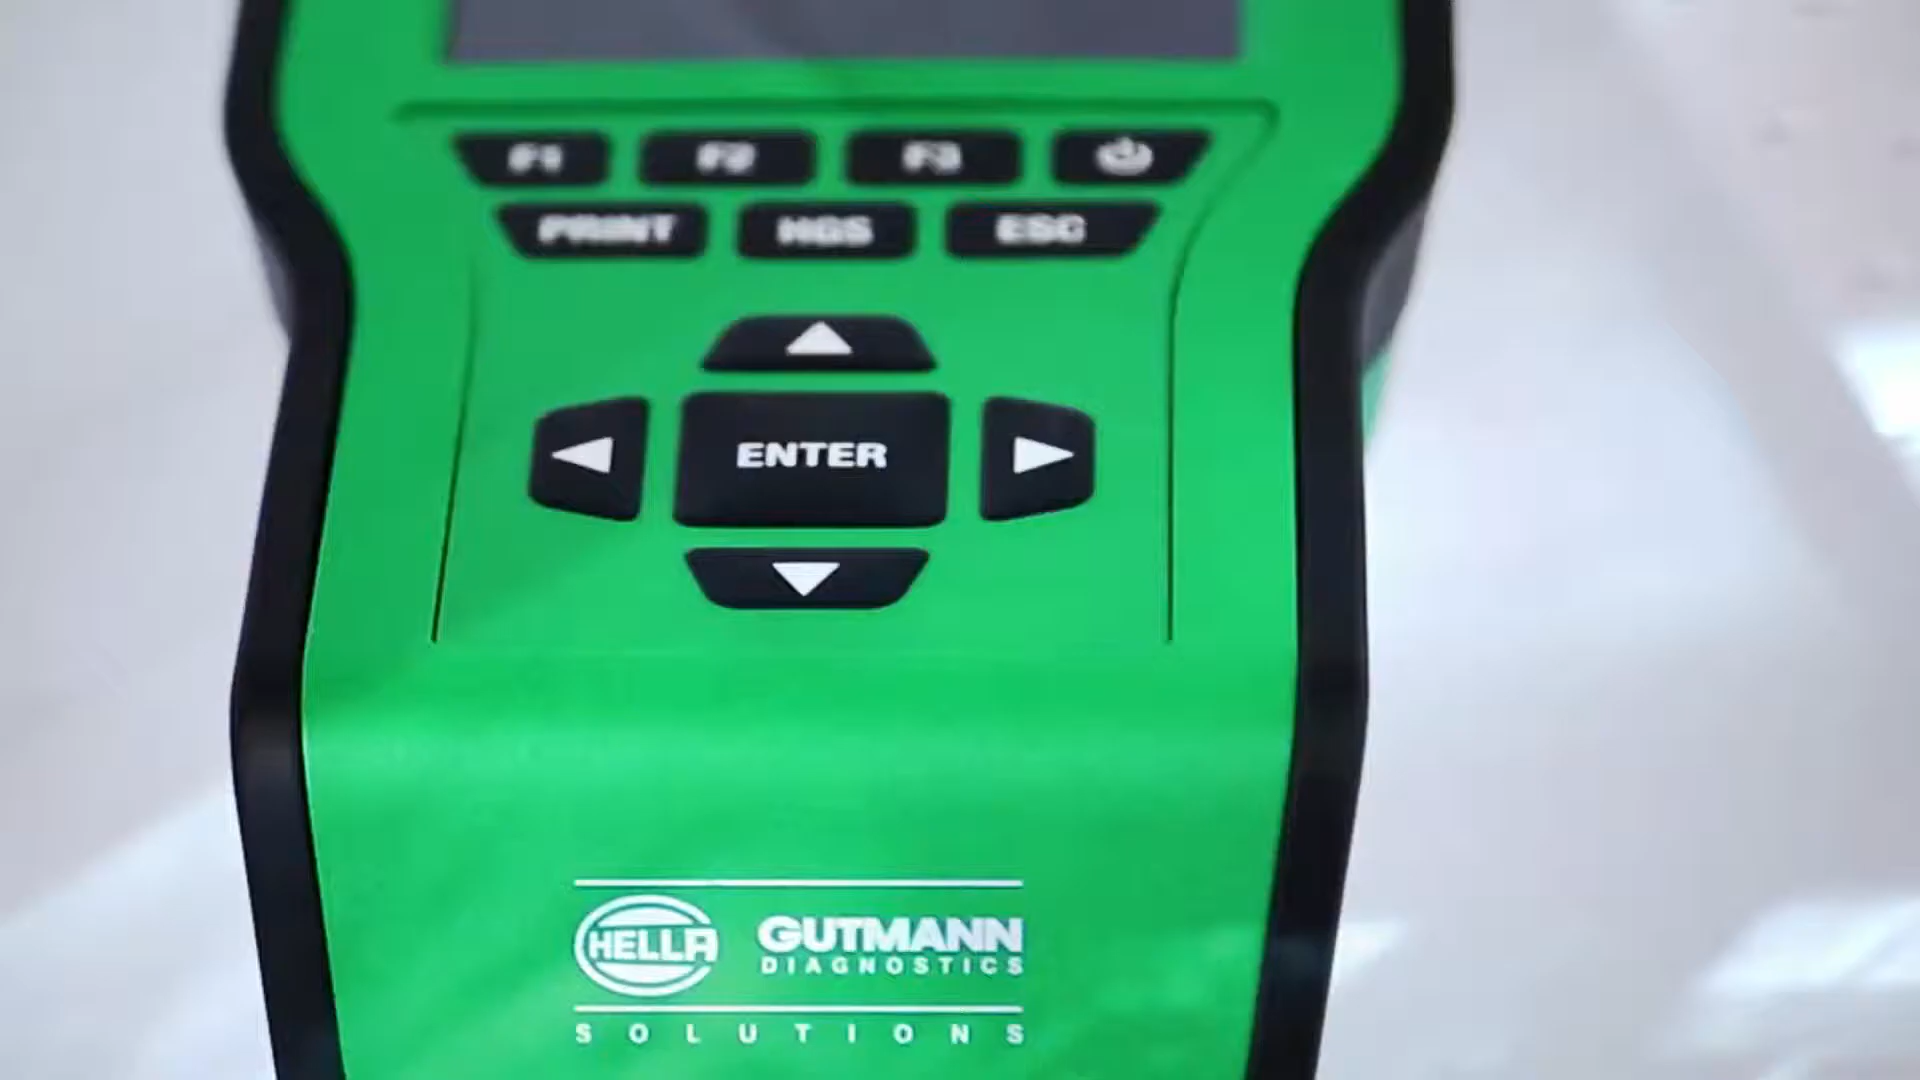 F1 F2 F3
PRINT HGS ESC
ENTER
HELLA GUTMANN
DIAGNOSTICS
SOLUTIONS